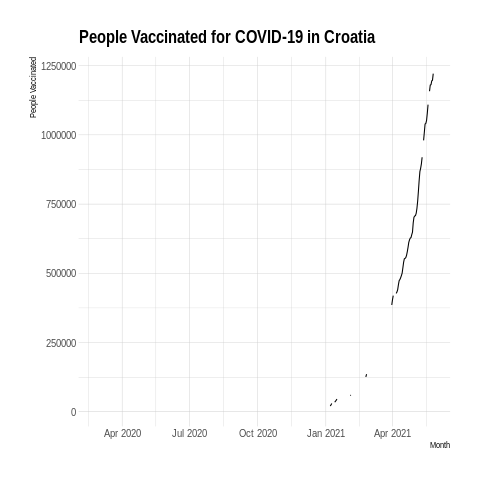 People Vaccinated for COVID-19 in Croatia
People Vaccinated
1250000
1000000
750000
500000
250000
0
Apr 2020 Jul 2020 Oct 2020 Jan 2021 Apr 2021
Month